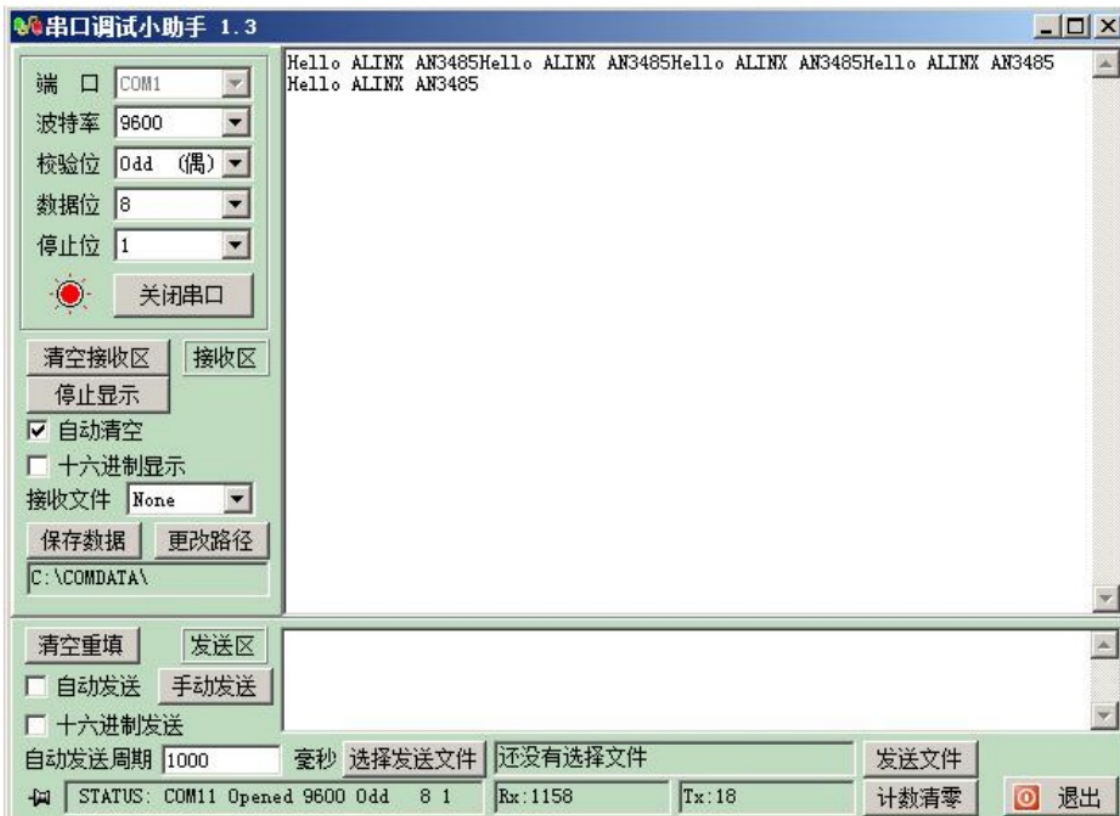 串口调试小助手 1.3
端 口 COM1
波特率 9600
校验位 Odd (偶)
数据位 8
停止位 1
关闭串口
清空接收区 接收区
停止显示
自动清空
十六进制显示
接收文件 None
保存数据 更改路径
C:\COMDATA\
Hello ALINX AN3485Hello ALINX AN3485Hello ALINX AN3485Hello ALINX AN3485
Hello ALINX AN3485
清空重填 发送区
自动发送 手动发送
十六进制发送
自动发送周期 1000 毫秒 选择发送文件 还没有选择文件 发送文件
STATUS: COM11 Opened 9600 Odd 8 1 Rx:1158 Tx:18 计数清零 退出